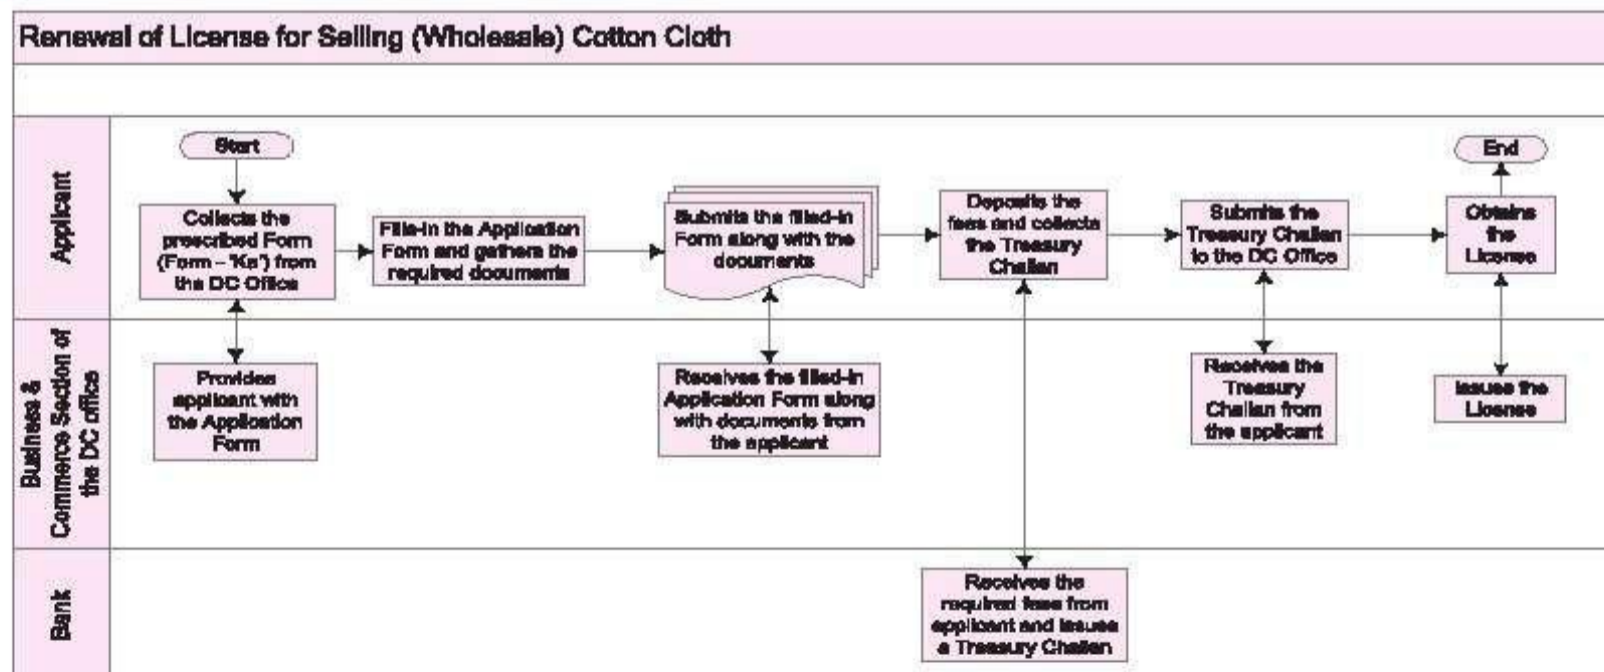 Renewal of License for Selling (Wholesale) Cotton Cloth
Applicant
Start
Collects the
prescribed Form
(Form – 'Ka') from
the DC Office
Fills-in the Application
Form and gathers the
required documents
Submits the filled-in
Form along with the
documents
Deposits the
fees and collects
the Treasury
Challan
Submits the
Treasury Challan
to the DC Office
End
Obtains
the
License
Business &
Commerce Section of
the DC office
Provides
applicant with
the Application
Form
Receives the filled-in
Application Form along
with documents from
the applicant
Receives the
Treasury
Challan from
the applicant
Issues the
License
Bank
Receives the
required fees from
applicant and issues
a Treasury Challan